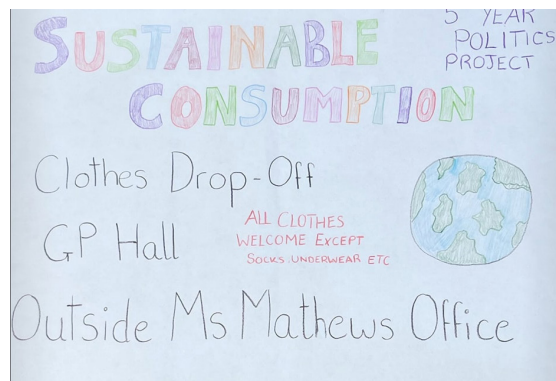 SUSTAINABLE
5 YEAR
POLITICS
PROJECT
CONSUMPTION
Clothes Drop-Off
GP Hall
ALL CLOTHES
WELCOME EXCEPT
SOCKS, UNDERWEAR ETC
Outside Ms Mathews Office